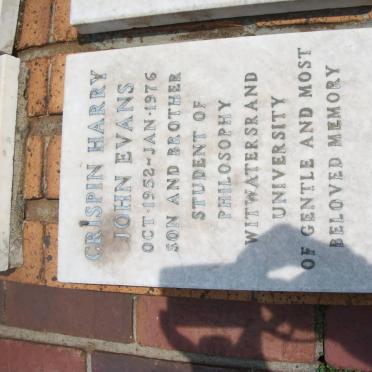 CRISPIN HARRY
JOHN EVANS
OCT·1952~JAN·1976
SON AND BROTHER
STUDENT OF
PHILOSOPHY
WITWATERSRAND
UNIVERSITY
OF GENTLE AND MOST
BELOVED MEMORY